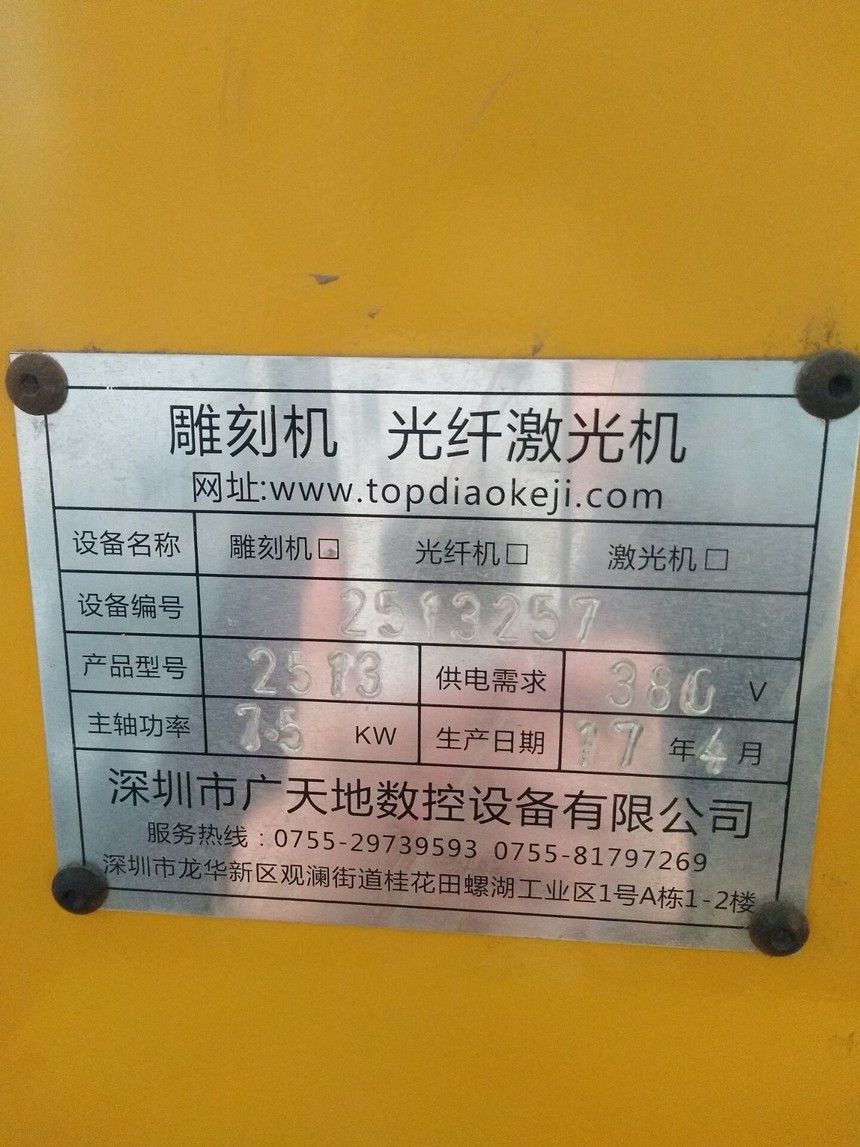 雕刻机 光纤激光机
网址:www.topdiaokeji.com
设备名称 雕刻机□ 光纤机□ 激光机□
设备编号 2513257
产品型号 2513 供电需求 380 V
主轴功率 7.5 KW 生产日期 17 年 4 月
深圳市广天地数控设备有限公司
服务热线：0755-29739593 0755-81797269
深圳市龙华新区观澜街道桂花田螺湖工业区1号A栋1-2楼